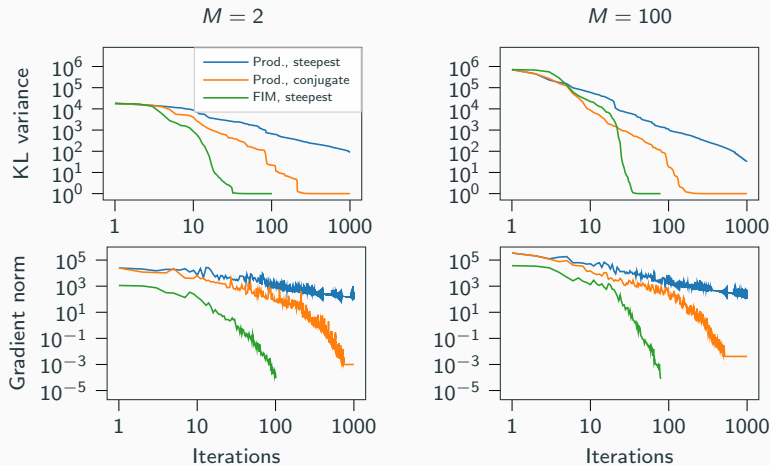 M = 2
M = 100
KL variance
10^6
10^5
10^4
10^3
10^2
10^1
10^0
Prod., steepest
Prod., conjugate
FIM, steepest
1 10 100 1000
10^6
10^5
10^4
10^3
10^2
10^1
10^0
1 10 100 1000
Gradient norm
10^5
10^3
10^1
10^-1
10^-3
10^-5
1 10 100 1000
Iterations
10^5
10^3
10^1
10^-1
10^-3
10^-5
1 10 100 1000
Iterations